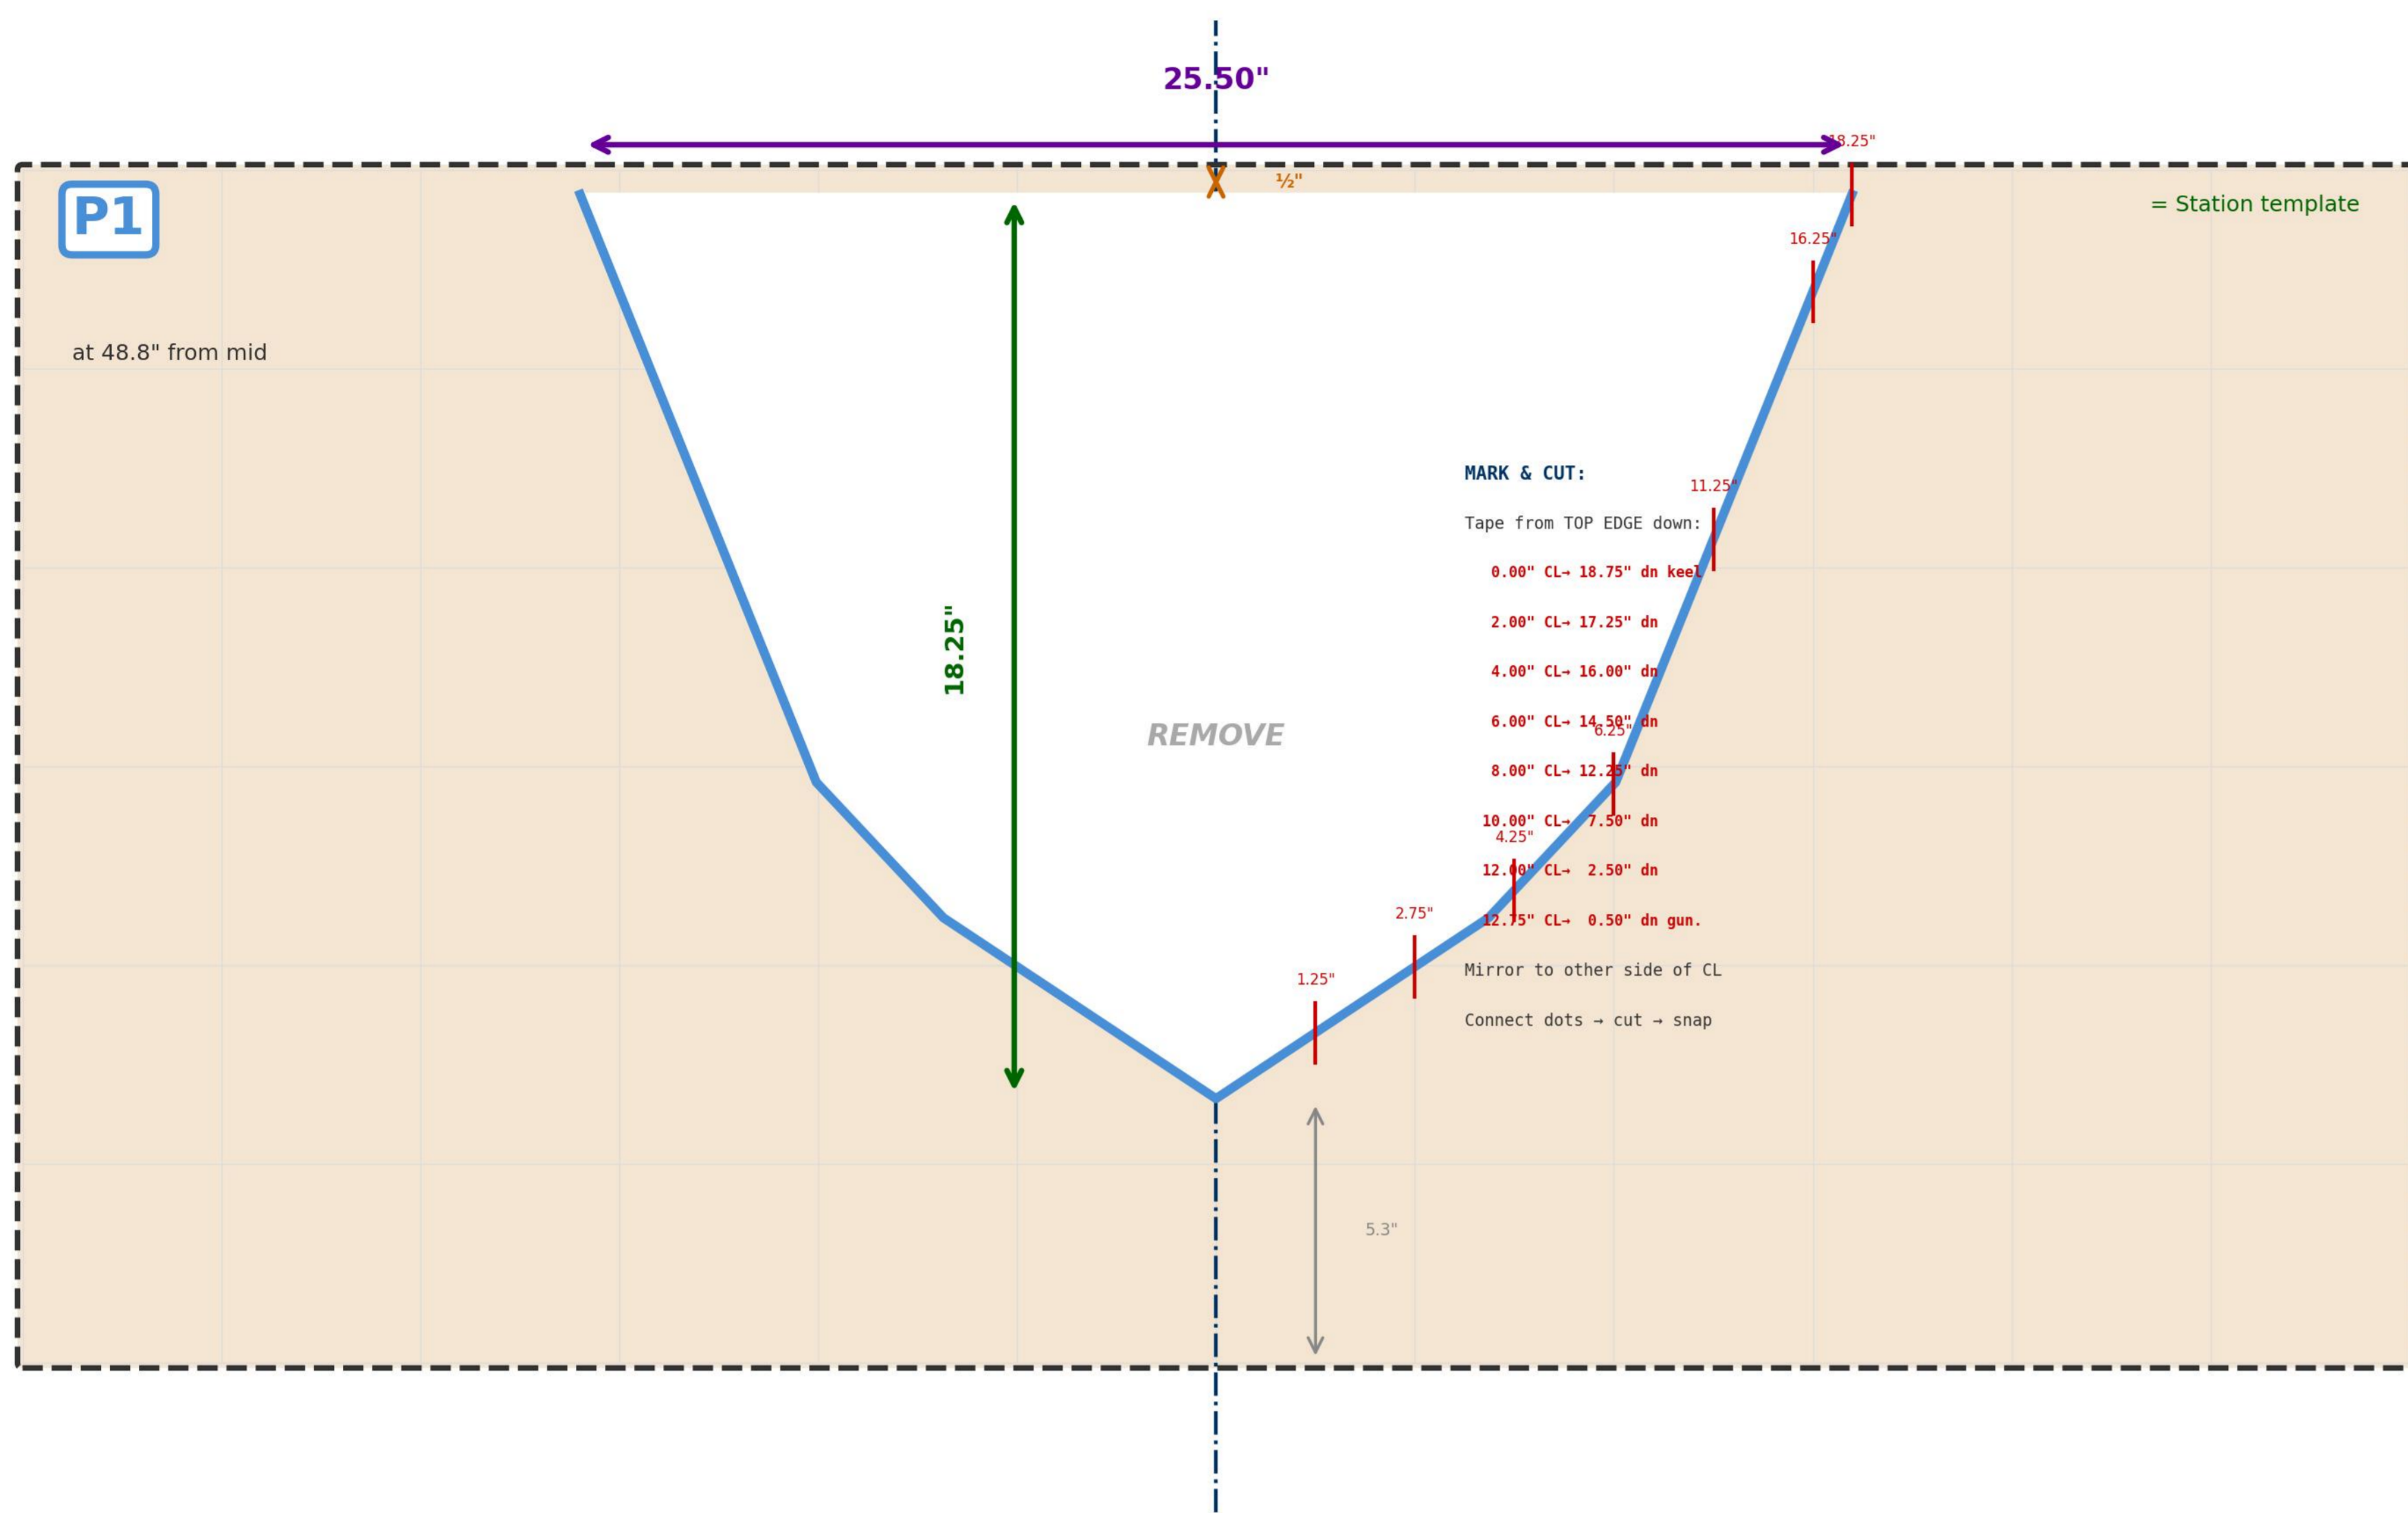 25.50"
18.25"
½"
P1
= Station template
16.25"
at 48.8" from mid
MARK & CUT:
11.25"
Tape from TOP EDGE down:
0.00" CL→ 18.75" dn keel
2.00" CL→ 17.25" dn
18.25"
4.00" CL→ 16.00" dn
REMOVE
6.00" CL→ 14.50" dn
6.25"
8.00" CL→ 12.25" dn
10.00" CL→ 7.50" dn
4.25"
12.00" CL→ 2.50" dn
2.75"
12.75" CL→ 0.50" dn gun.
Mirror to other side of CL
1.25"
Connect dots → cut → snap
5.3"